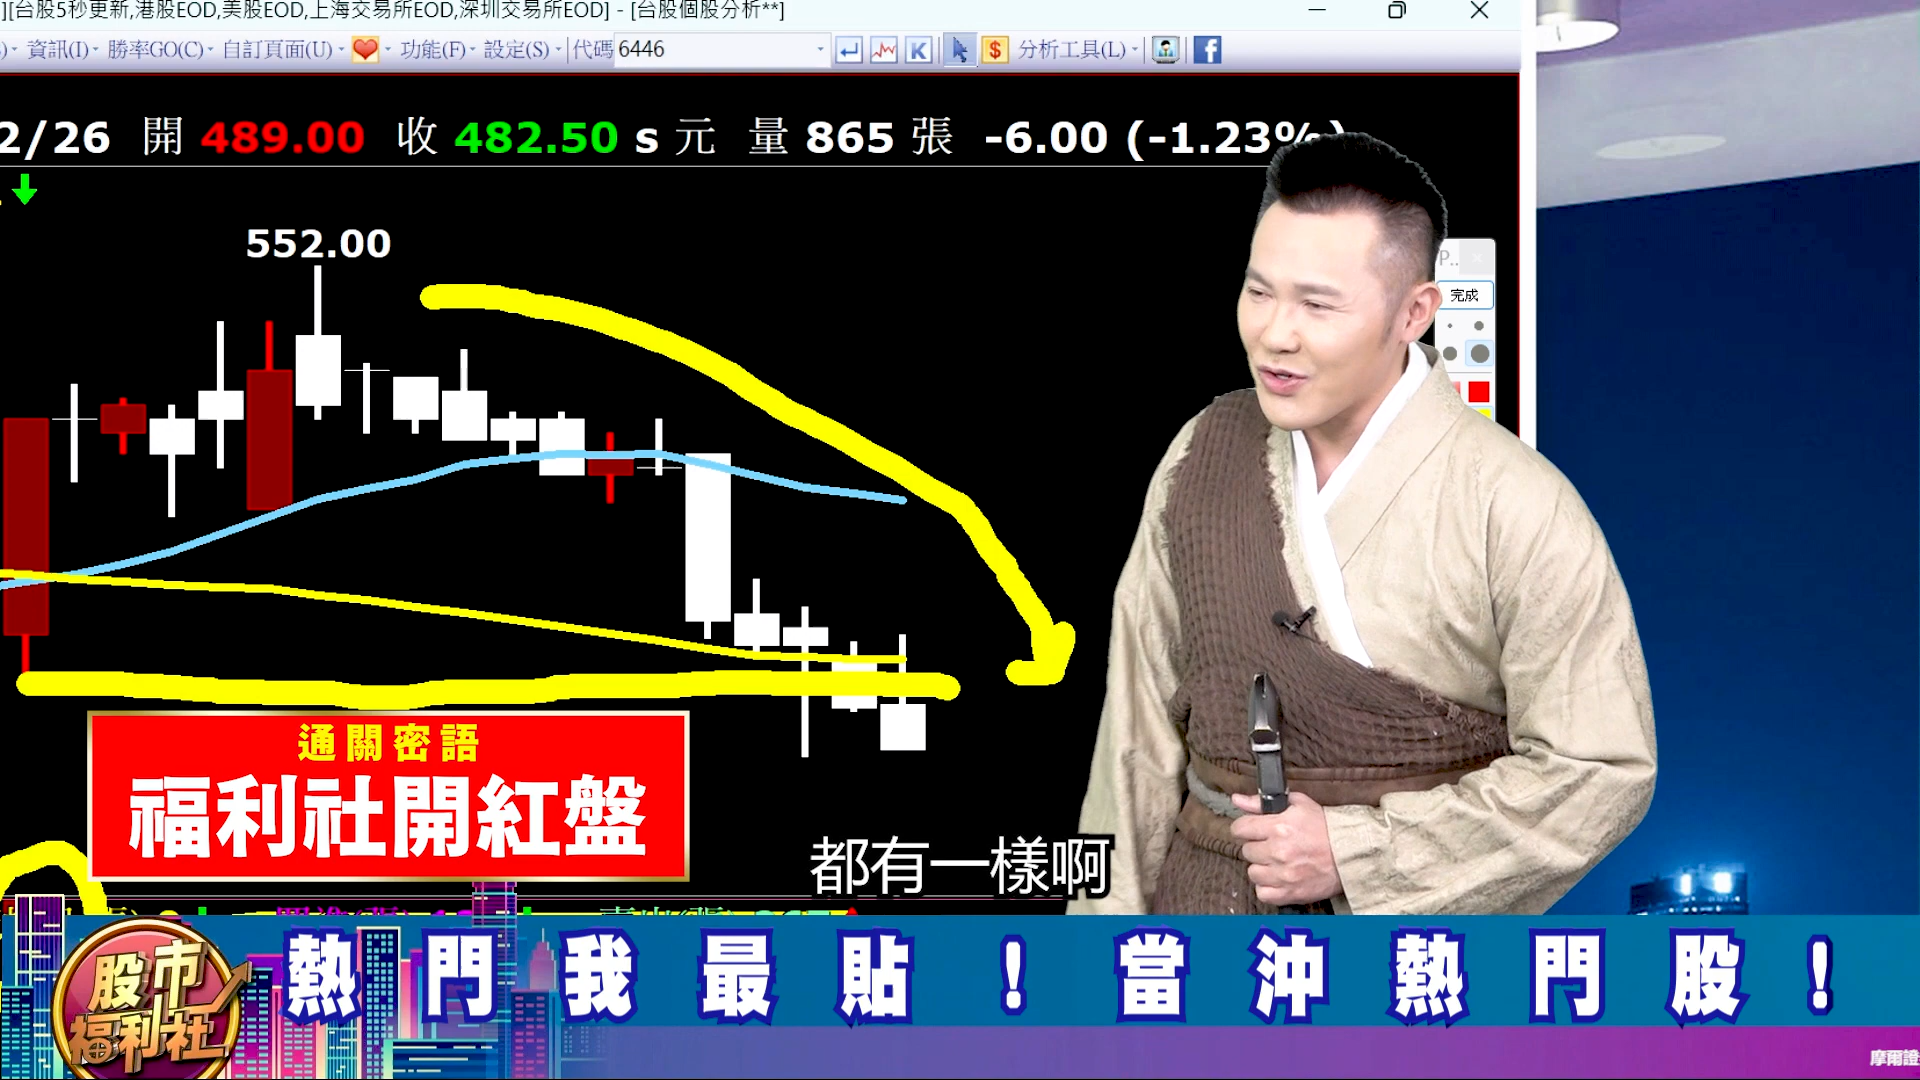 ][台股5秒更新,港股EOD,美股EOD,上海交易所EOD,深圳交易所EOD] - [台股個股分析**]
資訊(I) 勝率GO(C) 自訂頁面(U) 功能(F) 設定(S) 代碼 6446 K $ 分析工具(L) f
2/26 開 489.00 收 482.50 s 元 量 865 張 -6.00 (-1.23%)
552.00
P..
完成
通關密語
福利社開紅盤
都有一樣啊
股市福利社
熱門我最貼！當沖熱門股！
摩爾證